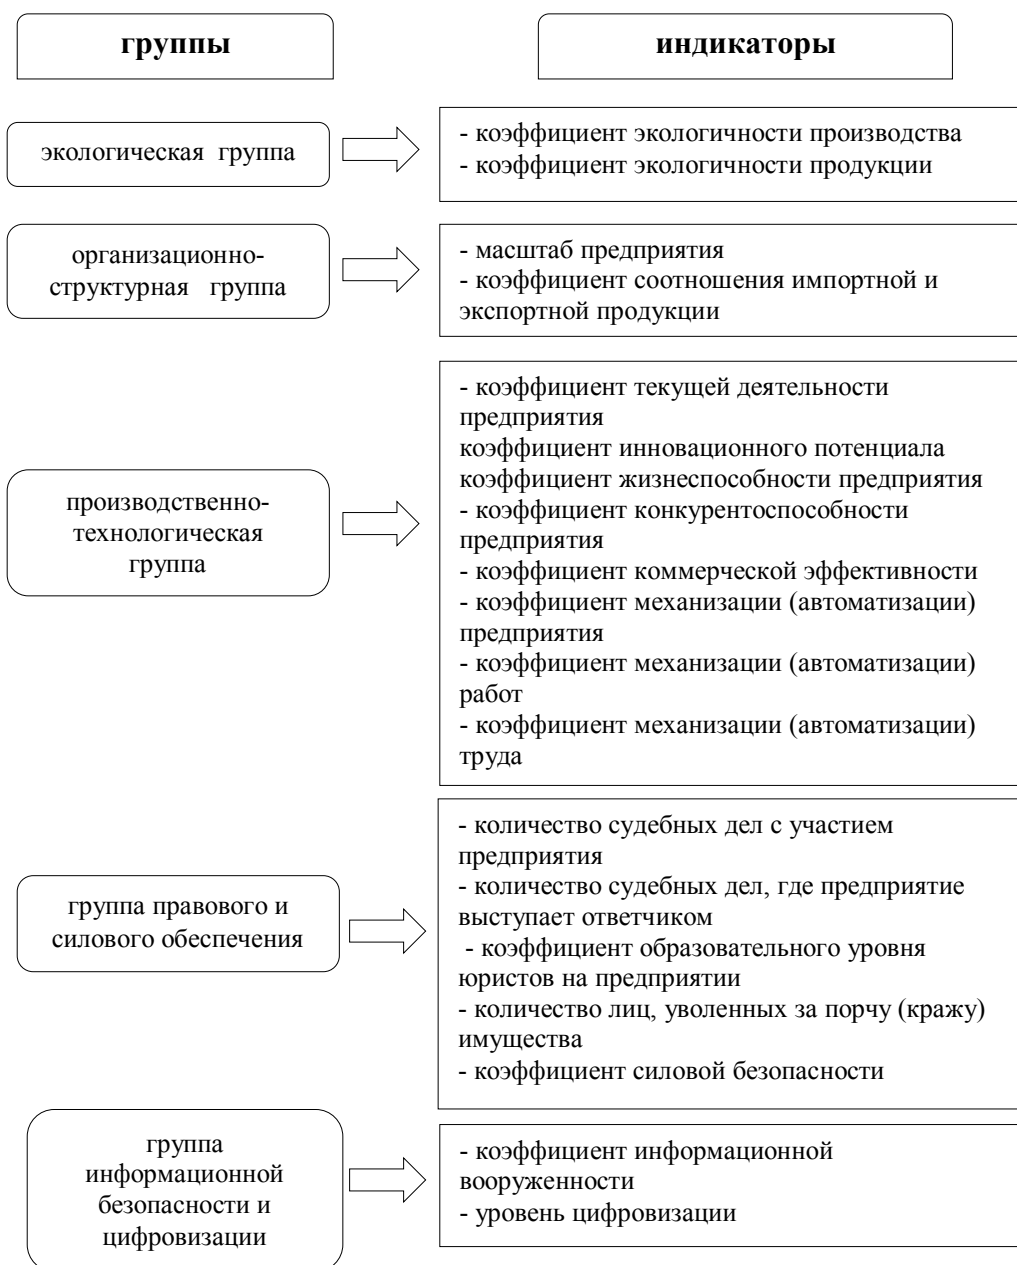 группы
индикаторы
экологическая группа
- коэффициент экологичности производства
- коэффициент экологичности продукции
организационно-
структурная группа
- масштаб предприятия
- коэффициент соотношения импортной и
экспортной продукции
производственно-
технологическая
группа
- коэффициент текущей деятельности
предприятия
коэффициент инновационного потенциала
коэффициент жизнеспособности предприятия
- коэффициент конкурентоспособности
предприятия
- коэффициент коммерческой эффективности
- коэффициент механизации (автоматизации)
предприятия
- коэффициент механизации (автоматизации)
работ
- коэффициент механизации (автоматизации)
труда
группа правового и
силового обеспечения
- количество судебных дел с участием
предприятия
- количество судебных дел, где предприятие
выступает ответчиком
- коэффициент образовательного уровня
юристов на предприятии
- количество лиц, уволенных за порчу (кражу)
имущества
- коэффициент силовой безопасности
группа
информационной
безопасности и
цифровизации
- коэффициент информационной
вооруженности
- уровень цифровизации